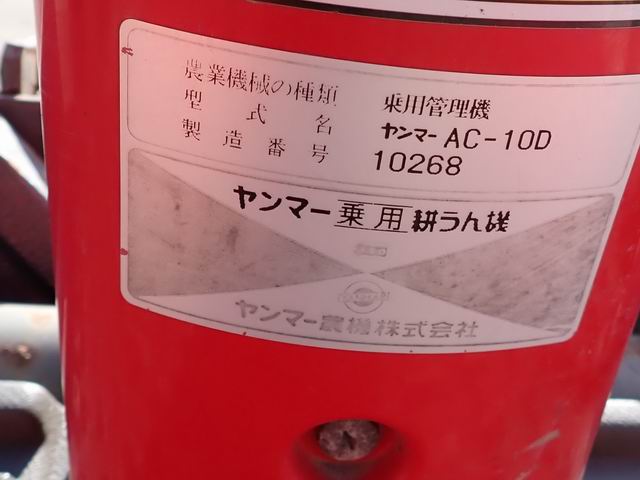 農業機械の種類 乗用管理機
型式名 ヤンマー AC-10D
製造番号 10268
ヤンマー乗用耕うん機
ヤンマー農機株式会社